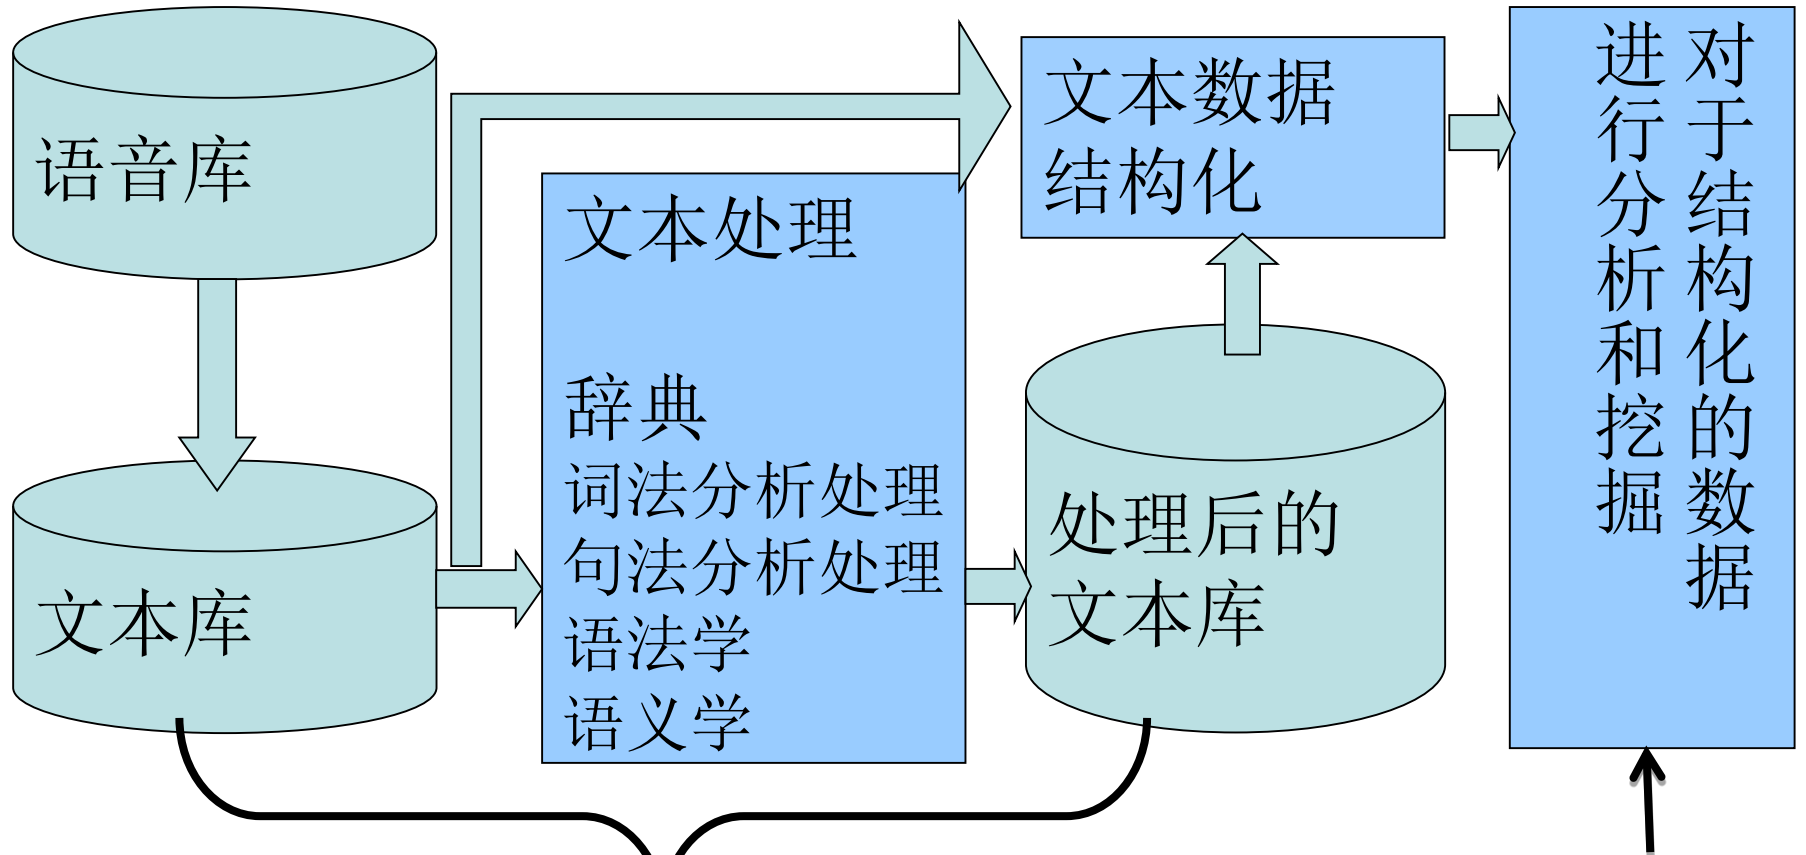 语音库
文本库
文本处理
辞典
词法分析处理
句法分析处理
语法学
语义学
文本数据
结构化
处理后的
文本库
对于结构化的数据
进行分析和挖掘